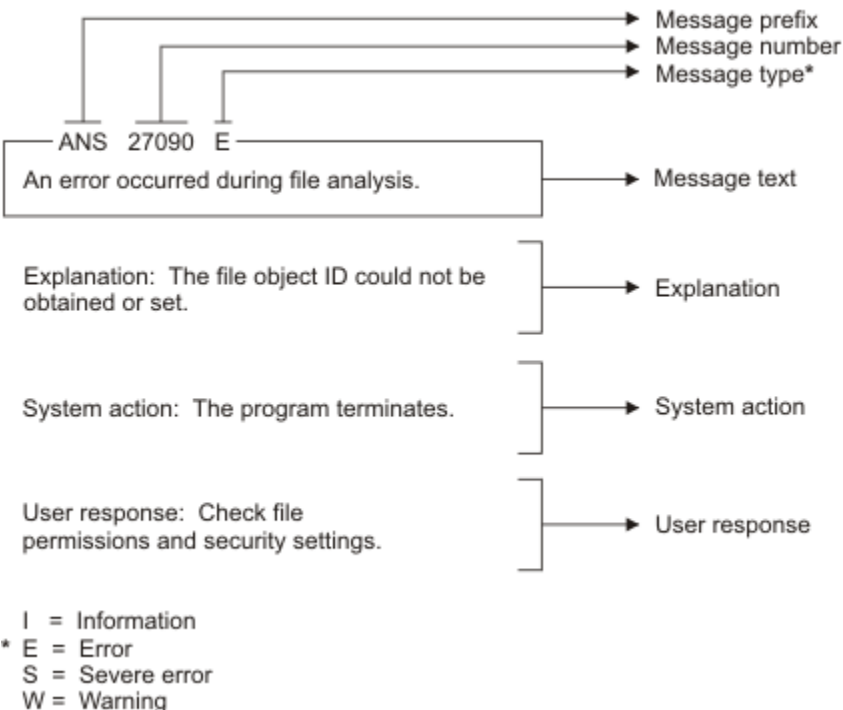 Message prefix
Message number
Message type*
ANS 27090 E
An error occurred during file analysis.
Message text
Explanation: The file object ID could not be
obtained or set.
Explanation
System action: The program terminates.
System action
User response: Check file
permissions and security settings.
User response
I = Information
* E = Error
S = Severe error
W = Warning